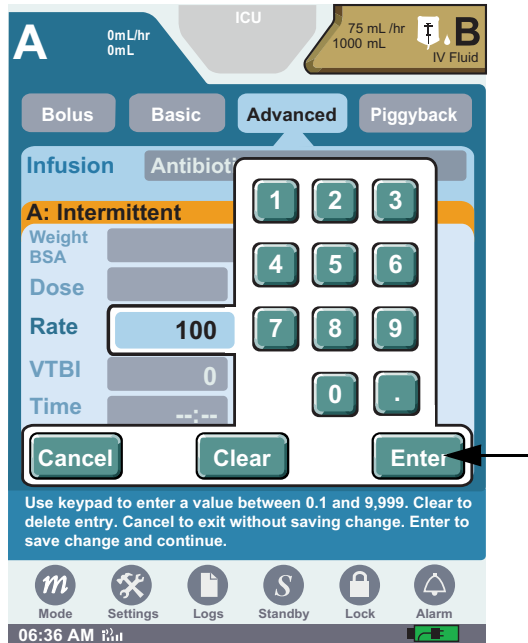 A
0mL/hr
0mL
ICU
75 mL /hr
1000 mL
B
IV Fluid
Bolus
Basic
Advanced
Piggyback
Infusion
Antibioti
A: Intermittent
Weight
BSA
Dose
Rate
100
VTBI
0
Time
--:--
1 2 3
4 5 6
7 8 9
0 .
Cancel
Clear
Enter
Use keypad to enter a value between 0.1 and 9,999. Clear to
delete entry. Cancel to exit without saving change. Enter to
save change and continue.
m
S
Mode
Settings
Logs
Standby
Lock
Alarm
06:36 AM